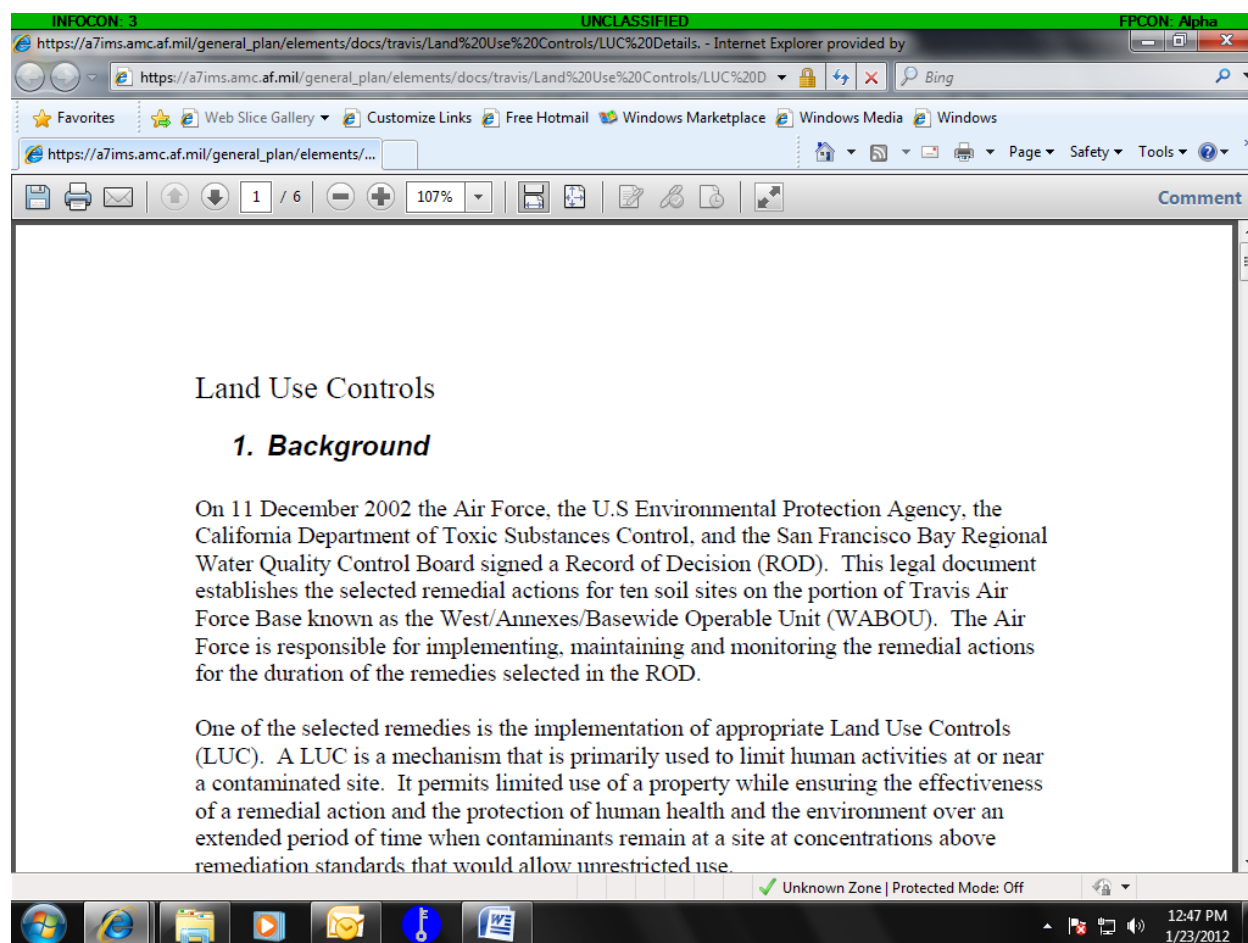 INFOCON: 3 UNCLASSIFIED FPCON: Alpha
https://a7ims.amc.af.mil/general_plan/elements/docs/travis/Land%20Use%20Controls/LUC%20Details. - Internet Explorer provided by
https://a7ims.amc.af.mil/general_plan/elements/docs/travis/Land%20Use%20Controls/LUC%20D Bing
Favorites Web Slice Gallery Customize Links Free Hotmail Windows Marketplace Windows Media Windows
https://a7ims.amc.af.mil/general_plan/elements/... Page Safety Tools
1 / 6 107% Comment
Land Use Controls
1. Background
On 11 December 2002 the Air Force, the U.S Environmental Protection Agency, the
California Department of Toxic Substances Control, and the San Francisco Bay Regional
Water Quality Control Board signed a Record of Decision (ROD). This legal document
establishes the selected remedial actions for ten soil sites on the portion of Travis Air
Force Base known as the West/Annexes/Basewide Operable Unit (WABOU). The Air
Force is responsible for implementing, maintaining and monitoring the remedial actions
for the duration of the remedies selected in the ROD.
One of the selected remedies is the implementation of appropriate Land Use Controls
(LUC). A LUC is a mechanism that is primarily used to limit human activities at or near
a contaminated site. It permits limited use of a property while ensuring the effectiveness
of a remedial action and the protection of human health and the environment over an
extended period of time when contaminants remain at a site at concentrations above
remediation standards that would allow unrestricted use.
Unknown Zone | Protected Mode: Off
12:47 PM
1/23/2012